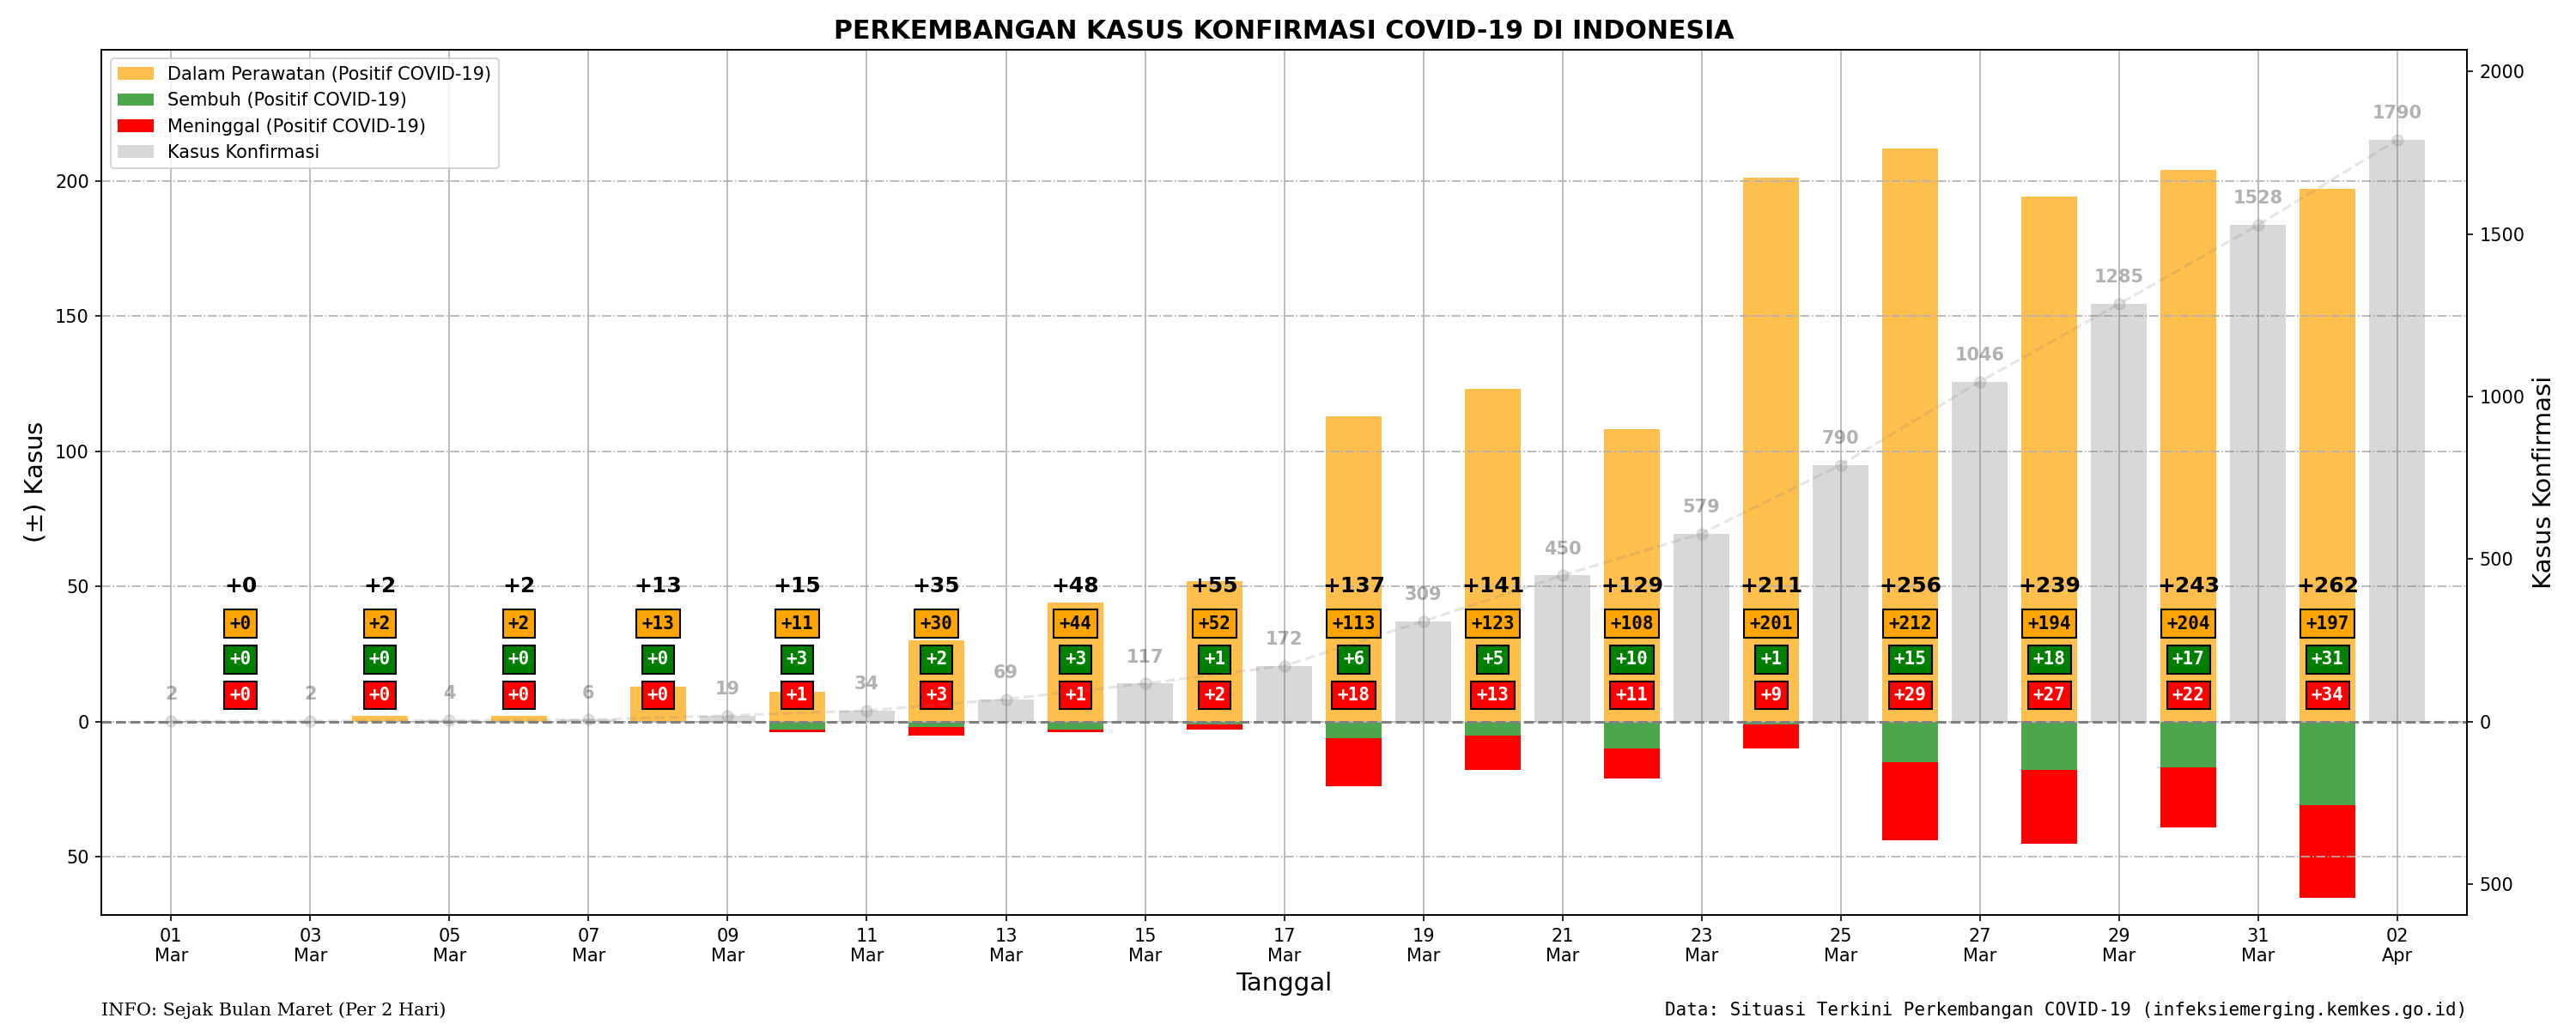 PERKEMBANGAN KASUS KONFIRMASI COVID-19 DI INDONESIA
Dalam Perawatan (Positif COVID-19)
Sembuh (Positif COVID-19)
Meninggal (Positif COVID-19)
Kasus Konfirmasi
(±) Kasus
200
150
100
50
0
50
2000
1500
1000
500
0
500
Kasus Konfirmasi
2 2 4 6 19 34 69 117 172 309 450 579 790 1046 1285 1528 1790
+0 +2 +2 +13 +15 +35 +48 +55 +137 +141 +129 +211 +256 +239 +243 +262
+0 +2 +2 +13 +11 +30 +44 +52 +113 +123 +108 +201 +212 +194 +204 +197
+0 +0 +0 +0 +3 +2 +3 +1 +6 +5 +10 +1 +15 +18 +17 +31
+0 +0 +0 +0 +1 +3 +1 +2 +18 +13 +11 +9 +29 +27 +22 +34
01 03 05 07 09 11 13 15 17 19 21 23 25 27 29 31 02
Mar Mar Mar Mar Mar Mar Mar Mar Mar Mar Mar Mar Mar Mar Mar Mar Apr
Tanggal
INFO: Sejak Bulan Maret (Per 2 Hari)
Data: Situasi Terkini Perkembangan COVID-19 (infeksiemerging.kemkes.go.id)